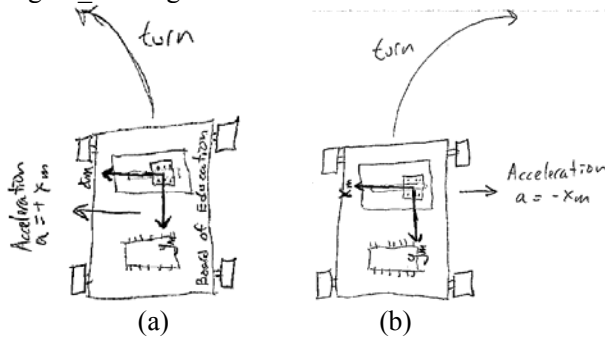 turn
Acceleration
a = + xm
xm
ym
Board of Education
(a)
turn
xm
ym
Acceleration
a = - xm
(b)